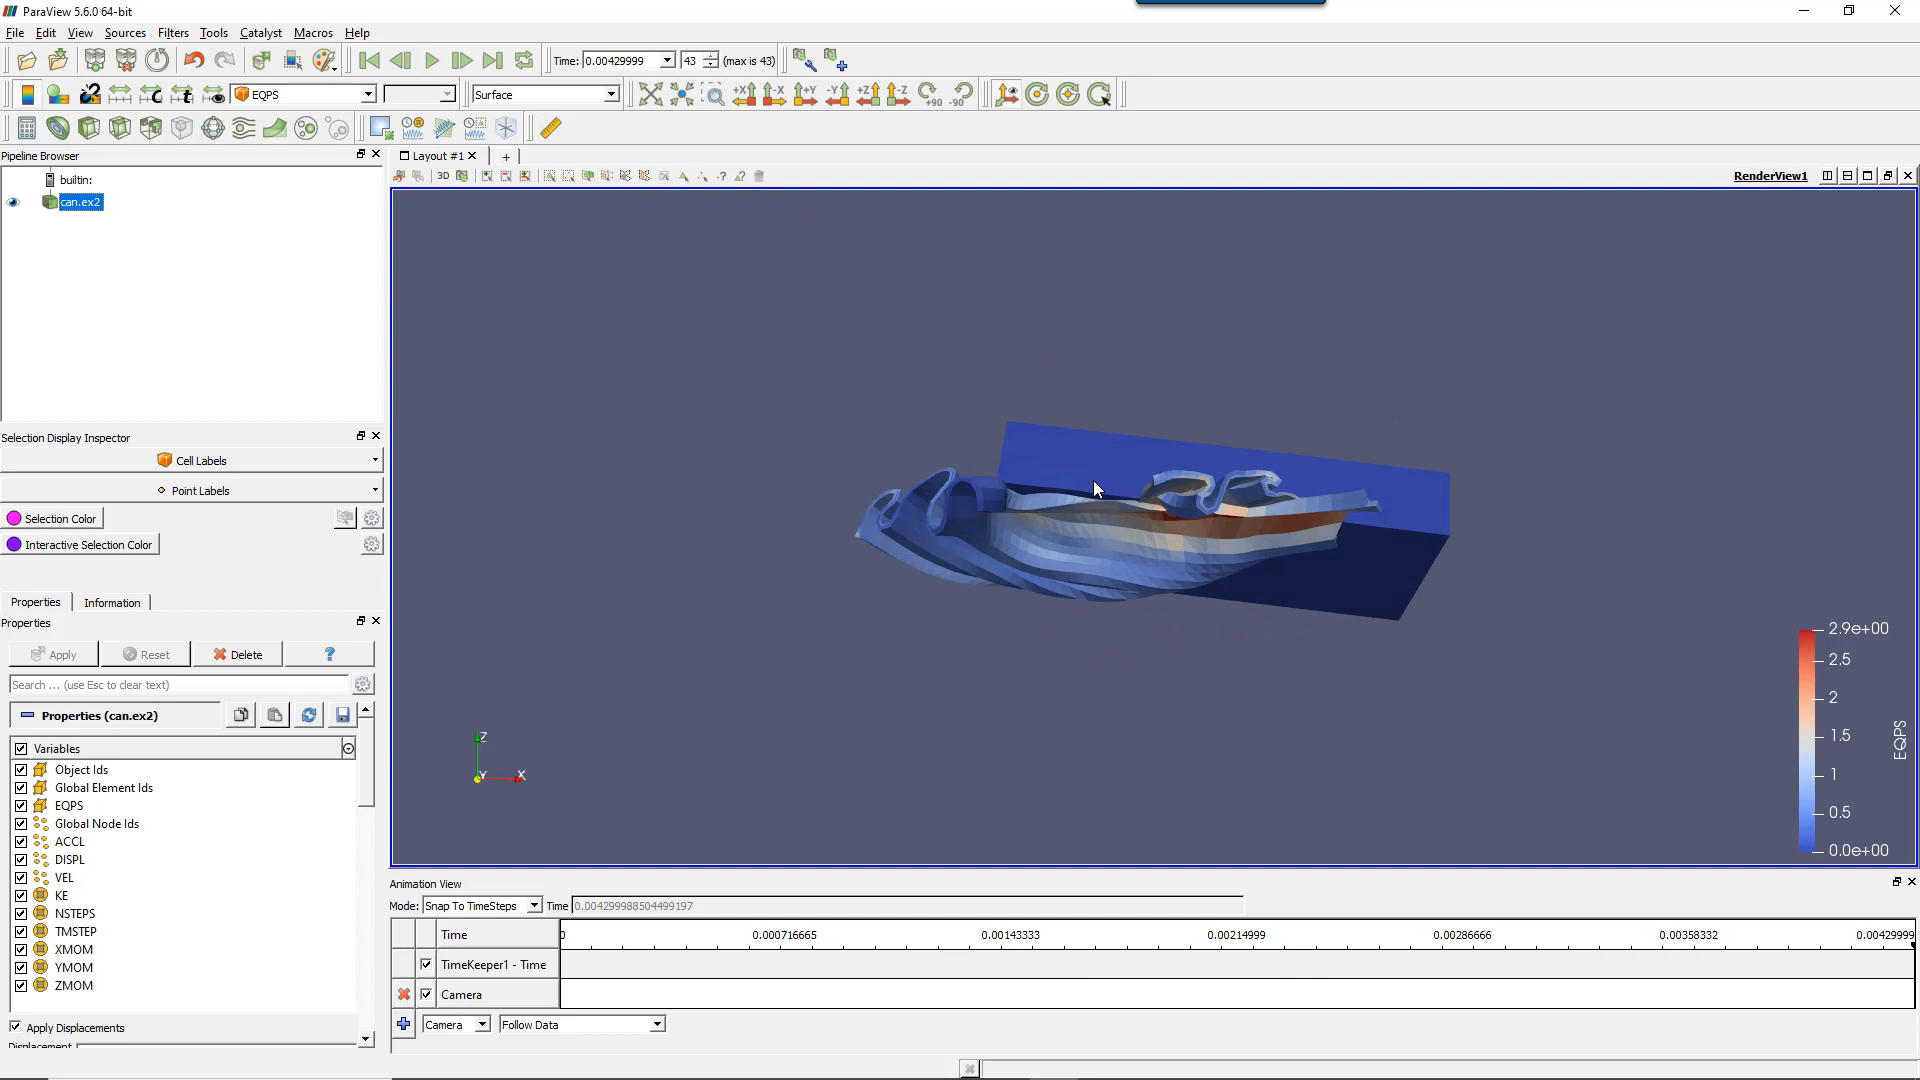 ParaView 5.6.0 64-bit
File Edit View Sources Filters Tools Catalyst Macros Help
Time: 0.00429999 43 (max is 43)
EQPS Surface +X -X +Y -Y +Z -Z +90 -90
Pipeline Browser
Layout #1 +
builtin:
can.ex2
3D
RenderView1
Selection Display Inspector
Cell Labels
Point Labels
Selection Color
Interactive Selection Color
Properties Information
Properties
Apply Reset Delete ?
Search ... (use Esc to clear text)
Properties (can.ex2)
Variables
Object Ids
Global Element Ids
EQPS
Global Node Ids
ACCL
DISPL
VEL
KE
NSTEPS
TMSTEP
XMOM
YMOM
ZMOM
Apply Displacements
Displacement
Z
Y
X
2.9e+00
2.5
2
1.5
1
0.5
0.0e+00
EQPS
Animation View
Mode: Snap To TimeSteps Time 0.004299988504499197
Time 0 0.000716665 0.00143333 0.00214999 0.00286666 0.00358332 0.00429999
TimeKeeper1 - Time
Camera
Camera Follow Data